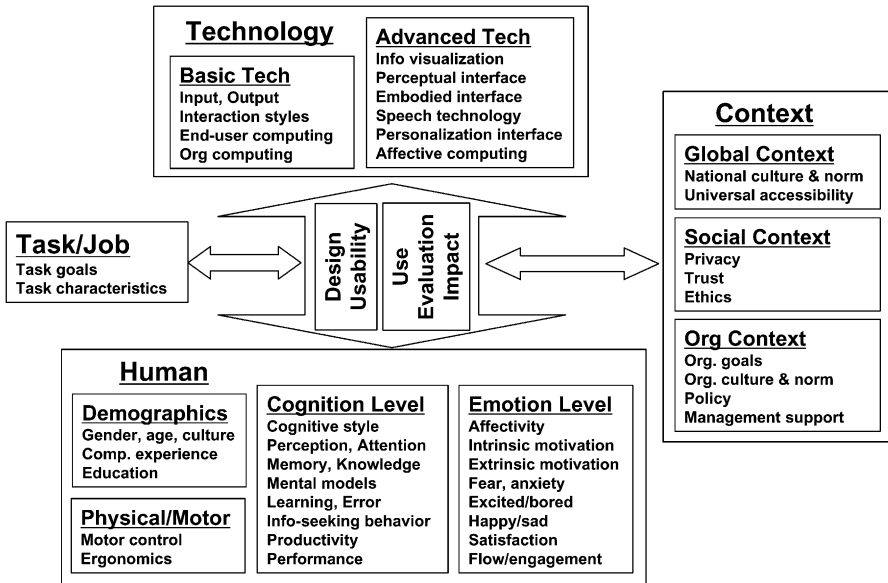 Technology
Basic Tech
Input, Output
Interaction styles
End-user computing
Org computing
Advanced Tech
Info visualization
Perceptual interface
Embodied interface
Speech technology
Personalization interface
Affective computing
Task/Job
Task goals
Task characteristics
Design
Usability
Use
Evaluation
Impact
Context
Global Context
National culture & norm
Universal accessibility
Social Context
Privacy
Trust
Ethics
Org Context
Org. goals
Org. culture & norm
Policy
Management support
Human
Demographics
Gender, age, culture
Comp. experience
Education
Physical/Motor
Motor control
Ergonomics
Cognition Level
Cognitive style
Perception, Attention
Memory, Knowledge
Mental models
Learning, Error
Info-seeking behavior
Productivity
Performance
Emotion Level
Affectivity
Intrinsic motivation
Extrinsic motivation
Fear, anxiety
Excited/bored
Happy/sad
Satisfaction
Flow/engagement